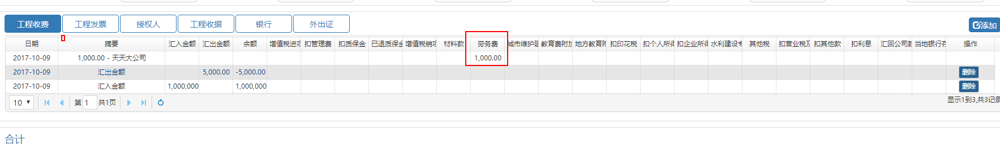 工程收费 工程发票 授权人 工程收据 银行 外出证
添加
日期 摘要 汇入金额 汇出金额 余额 增值税进项 扣管理费 扣质保金 已退质保金 增值税销项 材料款 劳务费 城市维护建 教育费附加 地方教育附 扣印花税 扣个人所得 扣企业所得 水利建设专 其他税 扣营业税及 扣其他款 扣利息 汇回公司款 当地银行存 操作
2017-10-09 1,000.00 - 天天大公司 1,000.00
2017-10-09 汇出金额 5,000.00 -5,000.00 删除
2017-10-09 汇入金额 1,000,000 1,000,000 删除
10 第 1 共1页
显示1到3,共3记录
合计